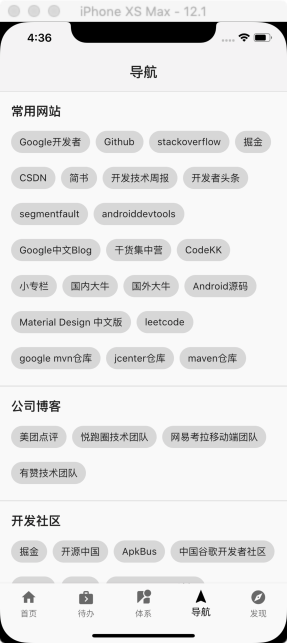 iPhone XS Max - 12.1
4:36
导航
常用网站
Google开发者 Github stackoverflow 掘金
CSDN 简书 开发技术周报 开发者头条
segmentfault androiddevtools
Google中文Blog 干货集中营 CodeKK
小专栏 国内大牛 国外大牛 Android源码
Material Design 中文版 leetcode
google mvn仓库 jcenter仓库 maven仓库
公司博客
美团点评 悦跑圈技术团队 网易考拉移动端团队
有赞技术团队
开发社区
掘金 开源中国 ApkBus 中国谷歌开发者社区
首页 待办 体系 导航 发现